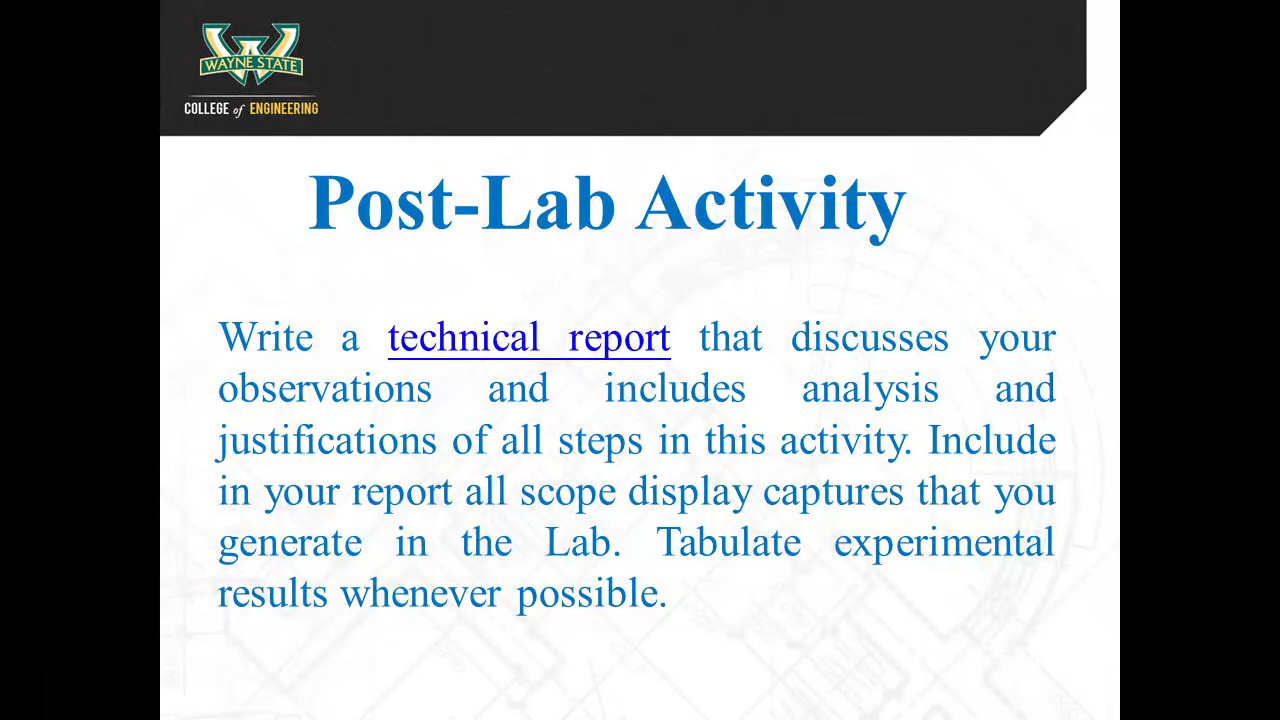 WAYNE STATE
COLLEGE of ENGINEERING
Post-Lab Activity
Write a technical report that discusses your
observations and includes analysis and
justifications of all steps in this activity. Include
in your report all scope display captures that you
generate in the Lab. Tabulate experimental
results whenever possible.